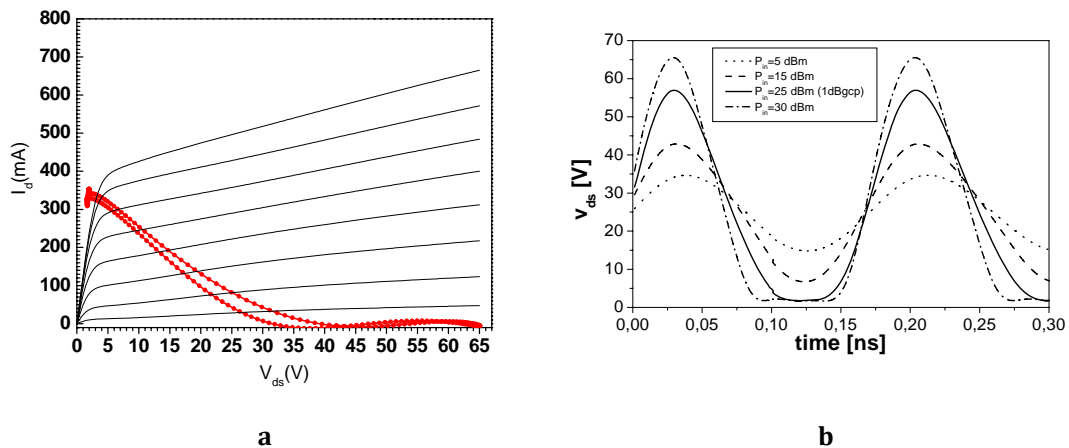 800
700
600
500
400
300
200
100
0
I_d(mA)
0 5 10 15 20 25 30 35 40 45 50 55 60 65
V_ds(V)
a
70
60
50
40
30
20
10
0
v_ds [V]
P_in=5 dBm
P_in=15 dBm
P_in=25 dBm (1dBgcp)
P_in=30 dBm
0,00 0,05 0,10 0,15 0,20 0,25 0,30
time [ns]
b